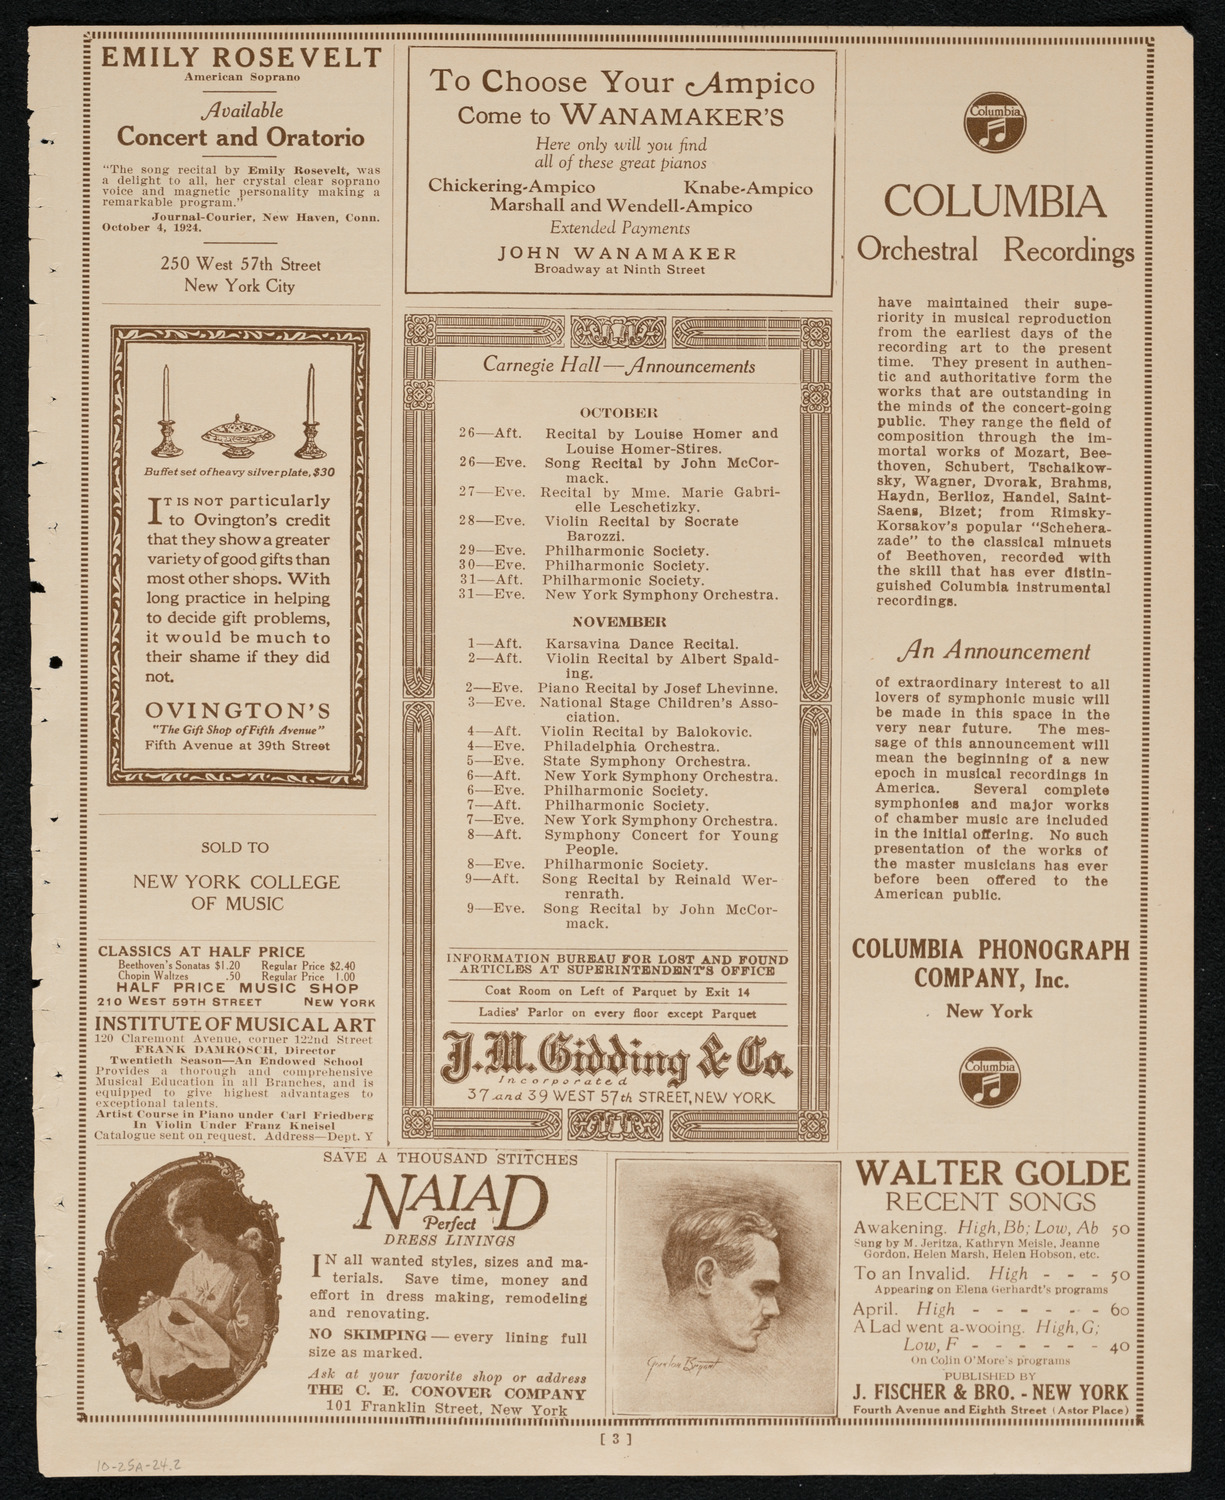 EMILY ROSEVELT
American Soprano
Available
Concert and Oratorio
"The song recital by Emily Rosevelt, was
a delight to all, her crystal clear soprano
voice and magnetic personality making a
remarkable program."
Journal-Courier, New Haven, Conn.
October 4, 1924.
250 West 57th Street
New York City
Buffet set of heavy silver plate, $30
IT IS NOT particularly
to Ovington's credit
that they show a greater
variety of good gifts than
most other shops. With
long practice in helping
to decide gift problems,
it would be much to
their shame if they did
not.
OVINGTON'S
"The Gift Shop of Fifth Avenue"
Fifth Avenue at 39th Street
SOLD TO
NEW YORK COLLEGE
OF MUSIC
CLASSICS AT HALF PRICE
Beethoven's Sonatas $1.20 Regular Price $2.40
Chopin Waltzes .50 Regular Price 1.00
HALF PRICE MUSIC SHOP
210 WEST 59TH STREET NEW YORK
INSTITUTE OF MUSICAL ART
120 Claremont Avenue, corner 122nd Street
FRANK DAMROSCH, Director
Twentieth Season—An Endowed School
Provides a thorough and comprehensive
Musical Education in all Branches, and is
equipped to give highest advantages to
exceptional talents.
Artist Course in Piano under Carl Friedberg
In Violin Under Franz Kneisel
Catalogue sent on request. Address—Dept. Y
To Choose Your Ampico
Come to WANAMAKER'S
Here only will you find
all of these great pianos
Chickering-Ampico Knabe-Ampico
Marshall and Wendell-Ampico
Extended Payments
JOHN WANAMAKER
Broadway at Ninth Street
Carnegie Hall—Announcements
OCTOBER
26—Aft. Recital by Louise Homer and
Louise Homer-Stires.
26—Eve. Song Recital by John McCor-
mack.
27—Eve. Recital by Mme. Marie Gabri-
elle Leschetizky.
28—Eve. Violin Recital by Socrate
Barozzi.
29—Eve. Philharmonic Society.
30—Eve. Philharmonic Society.
31—Aft. Philharmonic Society.
31—Eve. New York Symphony Orchestra.
NOVEMBER
1—Aft. Karsavina Dance Recital.
2—Aft. Violin Recital by Albert Spald-
ing.
2—Eve. Piano Recital by Josef Lhevinne.
3—Eve. National Stage Children's Asso-
ciation.
4—Aft. Violin Recital by Balokovic.
4—Eve. Philadelphia Orchestra.
5—Eve. State Symphony Orchestra.
6—Aft. New York Symphony Orchestra.
6—Eve. Philharmonic Society.
7—Aft. Philharmonic Society.
7—Eve. New York Symphony Orchestra.
8—Aft. Symphony Concert for Young
People.
8—Eve. Philharmonic Society.
9—Aft. Song Recital by Reinald Wer-
renrath.
9—Eve. Song Recital by John McCor-
mack.
INFORMATION BUREAU FOR LOST AND FOUND
ARTICLES AT SUPERINTENDENT'S OFFICE
Coat Room on Left of Parquet by Exit 14
Ladies' Parlor on every floor except Parquet
J.M. Gidding & Co.
Incorporated
37 and 39 WEST 57th STREET, NEW YORK
Columbia
COLUMBIA
Orchestral Recordings
have maintained their supe-
riority in musical reproduction
from the earliest days of the
recording art to the present
time. They present in authen-
tic and authoritative form the
works that are outstanding in
the minds of the concert-going
public. They range the field of
composition through the im-
mortal works of Mozart, Bee-
thoven, Schubert, Tschaikow-
sky, Wagner, Dvorak, Brahms,
Haydn, Berlioz, Handel, Saint-
Saens, Bizet; from Rimsky-
Korsakov's popular "Schehera-
zade" to the classical minuets
of Beethoven, recorded with
the skill that has ever distin-
guished Columbia instrumental
recordings.
An Announcement
of extraordinary interest to all
lovers of symphonic music will
be made in this space in the
very near future. The mes-
sage of this announcement will
mean the beginning of a new
epoch in musical recordings in
America. Several complete
symphonies and major works
of chamber music are included
in the initial offering. No such
presentation of the works of
the master musicians has ever
before been offered to the
American public.
COLUMBIA PHONOGRAPH
COMPANY, Inc.
New York
Columbia
SAVE A THOUSAND STITCHES
NAIAD
Perfect
DRESS LININGS
IN all wanted styles, sizes and ma-
terials. Save time, money and
effort in dress making, remodeling
and renovating.
NO SKIMPING—every lining full
size as marked.
Ask at your favorite shop or address
THE C. E. CONOVER COMPANY
101 Franklin Street, New York
Gordon Bryant
WALTER GOLDE
RECENT SONGS
Awakening. High, Bb; Low, Ab 50
Sung by M. Jeritza, Kathryn Meisle, Jeanne
Gordon, Helen Marsh, Helen Hobson, etc.
To an Invalid. High - - - 50
Appearing on Elena Gerhardt's programs
April. High - - - - - - 60
A Lad went a-wooing. High, G;
Low, F - - - - - - 40
On Colin O'More's programs
PUBLISHED BY
J. FISCHER & BRO. - NEW YORK
Fourth Avenue and Eighth Street (Astor Place)
[ 3 ]
10-25A-24.2